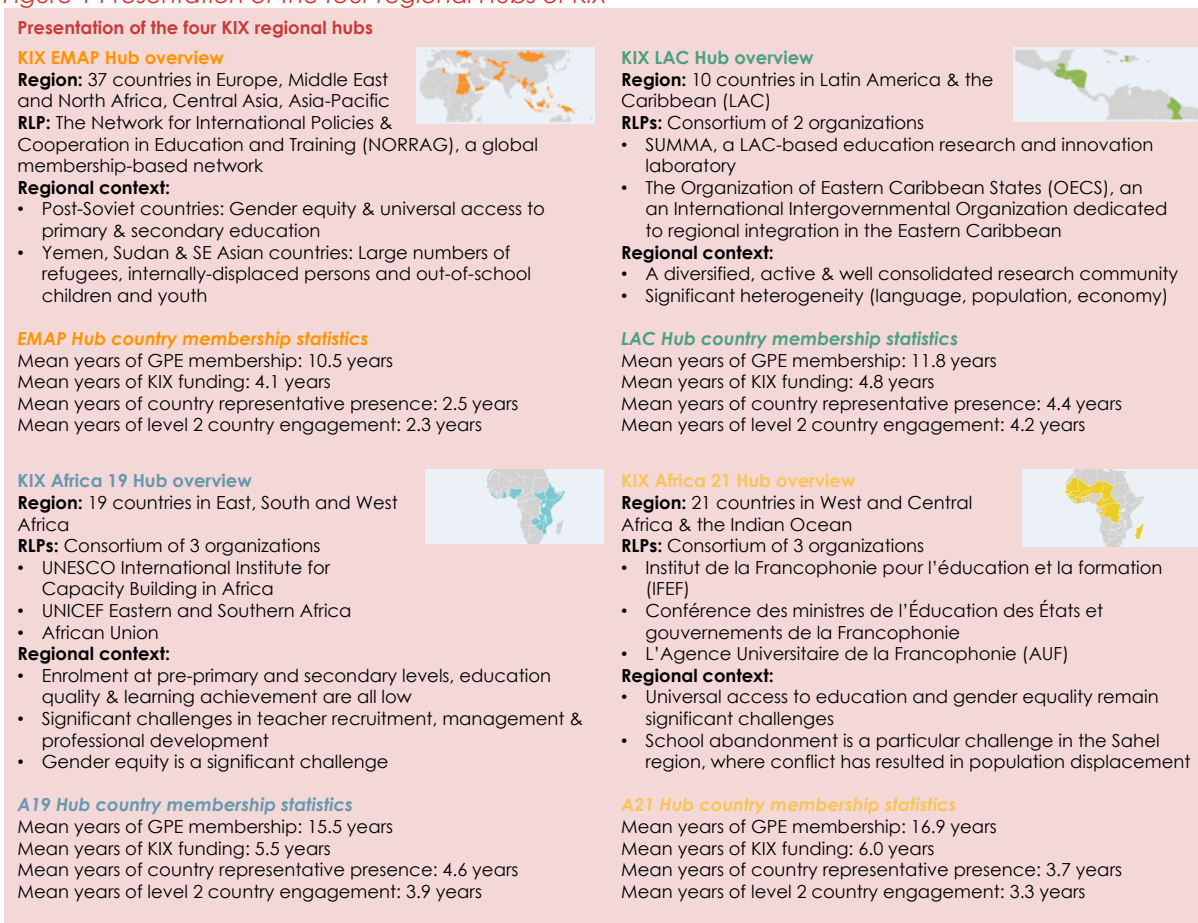 Figure 1 Presentation of the four regional hubs of KIX
Presentation of the four KIX regional hubs
KIX EMAP Hub overview
Region: 37 countries in Europe, Middle East
and North Africa, Central Asia, Asia-Pacific
RLP: The Network for International Policies &
Cooperation in Education and Training (NORRAG), a global
membership-based network
Regional context:
• Post-Soviet countries: Gender equity & universal access to
primary & secondary education
• Yemen, Sudan & SE Asian countries: Large numbers of
refugees, internally-displaced persons and out-of-school
children and youth
EMAP Hub country membership statistics
Mean years of GPE membership: 10.5 years
Mean years of KIX funding: 4.1 years
Mean years of country representative presence: 2.5 years
Mean years of level 2 country engagement: 2.3 years
KIX LAC Hub overview
Region: 10 countries in Latin America & the
Caribbean (LAC)
RLPs: Consortium of 2 organizations
• SUMMA, a LAC-based education research and innovation
laboratory
• The Organization of Eastern Caribbean States (OECS), an
an International Intergovernmental Organization dedicated
to regional integration in the Eastern Caribbean
Regional context:
• A diversified, active & well consolidated research community
• Significant heterogeneity (language, population, economy)
LAC Hub country membership statistics
Mean years of GPE membership: 11.8 years
Mean years of KIX funding: 4.8 years
Mean years of country representative presence: 4.4 years
Mean years of level 2 country engagement: 4.2 years
KIX Africa 19 Hub overview
Region: 19 countries in East, South and West
Africa
RLPs: Consortium of 3 organizations
• UNESCO International Institute for
Capacity Building in Africa
• UNICEF Eastern and Southern Africa
• African Union
Regional context:
• Enrolment at pre-primary and secondary levels, education
quality & learning achievement are all low
• Significant challenges in teacher recruitment, management &
professional development
• Gender equity is a significant challenge
A19 Hub country membership statistics
Mean years of GPE membership: 15.5 years
Mean years of KIX funding: 5.5 years
Mean years of country representative presence: 4.6 years
Mean years of level 2 country engagement: 3.9 years
KIX Africa 21 Hub overview
Region: 21 countries in West and Central
Africa & the Indian Ocean
RLPs: Consortium of 3 organizations
• Institut de la Francophonie pour l’éducation et la formation
(IFEF)
• Conférence des ministres de l’Éducation des États et
gouvernements de la Francophonie
• L’Agence Universitaire de la Francophonie (AUF)
Regional context:
• Universal access to education and gender equality remain
significant challenges
• School abandonment is a particular challenge in the Sahel
region, where conflict has resulted in population displacement
A21 Hub country membership statistics
Mean years of GPE membership: 16.9 years
Mean years of KIX funding: 6.0 years
Mean years of country representative presence: 3.7 years
Mean years of level 2 country engagement: 3.3 years